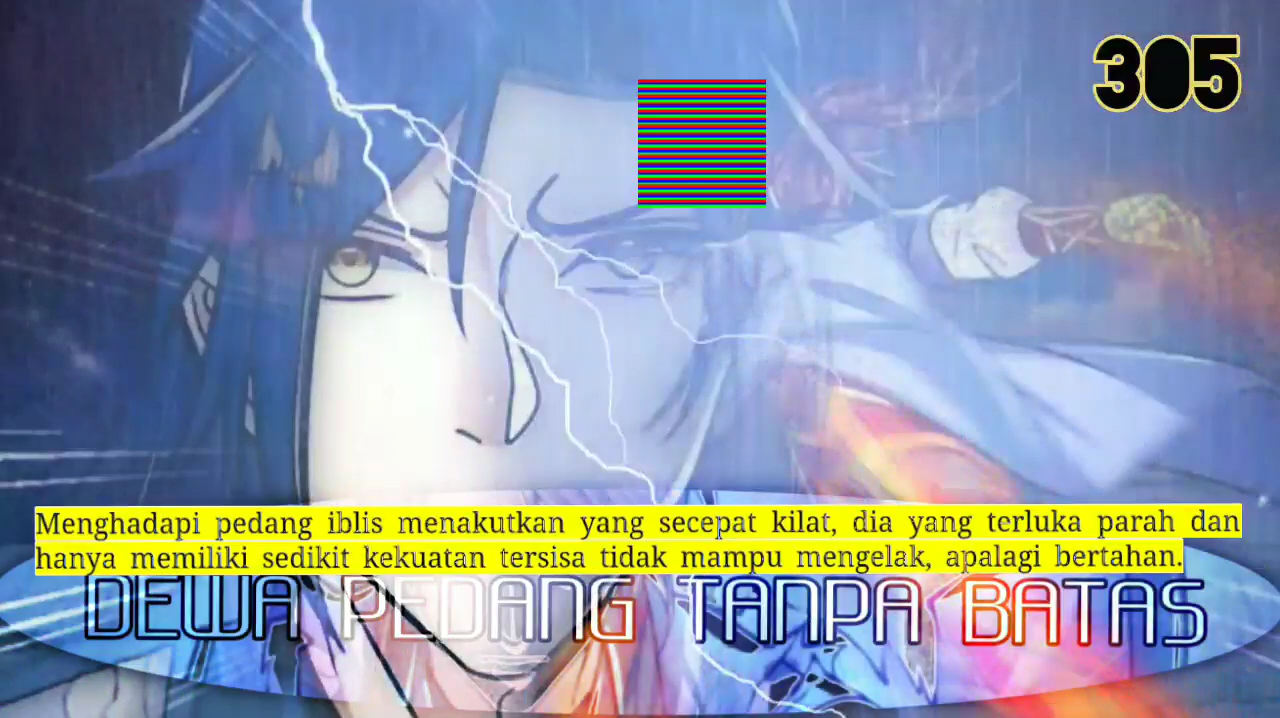 305
Menghadapi pedang iblis menakutkan yang secepat kilat, dia yang terluka parah dan
hanya memiliki sedikit kekuatan tersisa tidak mampu mengelak, apalagi bertahan.
DEWA PEDANG TANPA BATAS